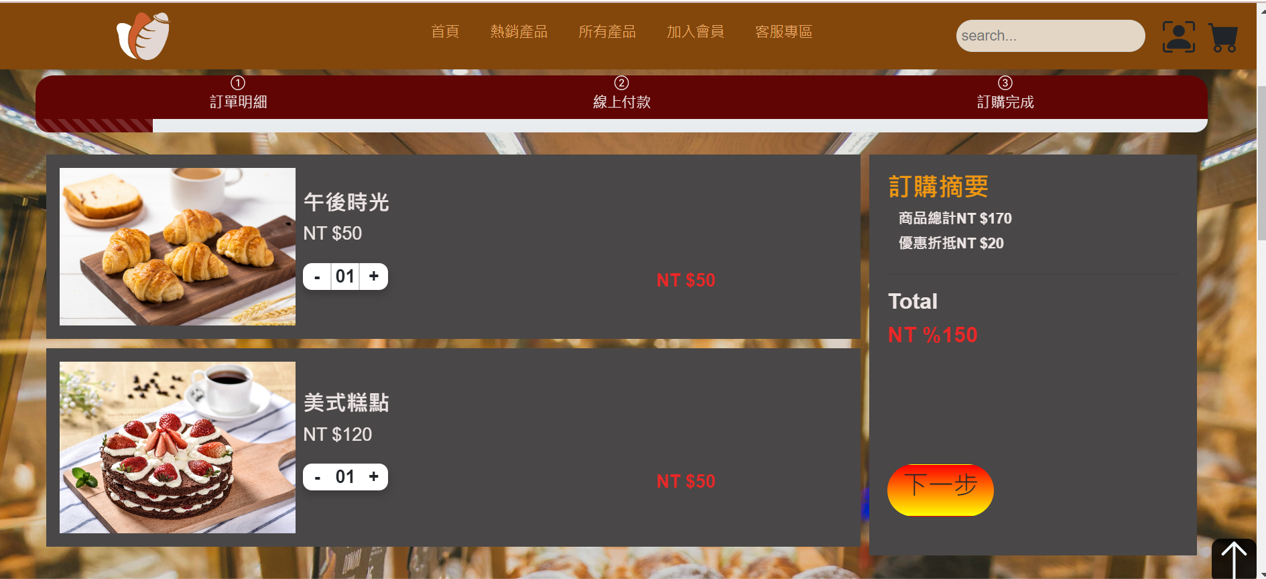 首頁 熱銷產品 所有產品 加入會員 客服專區 search...
① ② ③
訂單明細 線上付款 訂購完成
午後時光
NT $50
- 01 +
NT $50
美式糕點
NT $120
- 01 +
NT $50
訂購摘要
商品總計NT $170
優惠折抵NT $20
Total
NT %150
下一步